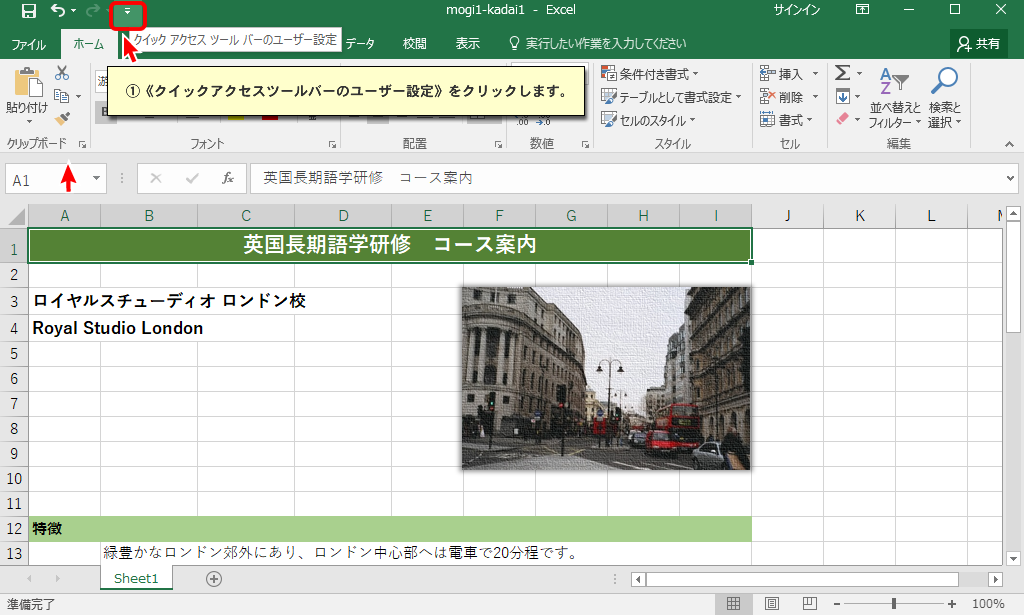 mogi1-kadai1 - Excel
サインイン
ファイル
ホーム
クイック アクセス ツール バーのユーザー設定
データ
校閲
表示
実行したい作業を入力してください
共有
①《クイックアクセスツールバーのユーザー設定》をクリックします。
貼り付け
条件付き書式
テーブルとして書式設定
セルのスタイル
挿入
削除
書式
並べ替えと
フィルター
検索と
選択
クリップボード
フォント
配置
数値
スタイル
セル
編集
A1
fx
英国長期語学研修 コース案内
A B C D E F G H I J K L
1 英国長期語学研修 コース案内
2
3 ロイヤルスチューディオ ロンドン校
4 Royal Studio London
5
6
7
8
9
10
11
12 特徴
13 緑豊かなロンドン郊外にあり、ロンドン中心部へは電車で20分程です。
Sheet1
準備完了
100%